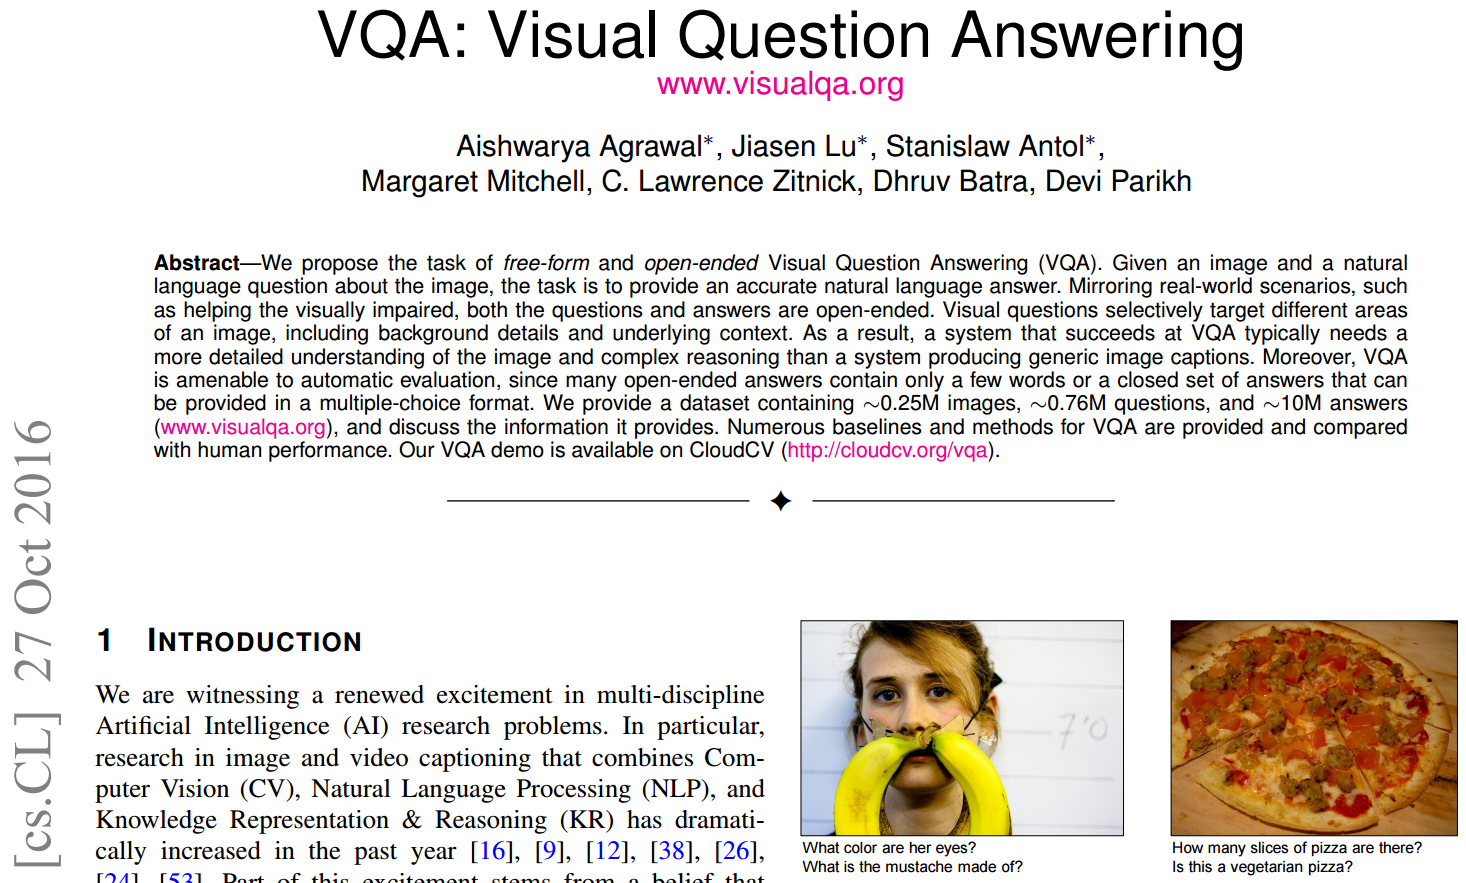 VQA: Visual Question Answering
www.visualqa.org
Aishwarya Agrawal*, Jiasen Lu*, Stanislaw Antol*,
Margaret Mitchell, C. Lawrence Zitnick, Dhruv Batra, Devi Parikh
Abstract—We propose the task of free-form and open-ended Visual Question Answering (VQA). Given an image and a natural
language question about the image, the task is to provide an accurate natural language answer. Mirroring real-world scenarios, such
as helping the visually impaired, both the questions and answers are open-ended. Visual questions selectively target different areas
of an image, including background details and underlying context. As a result, a system that succeeds at VQA typically needs a
more detailed understanding of the image and complex reasoning than a system producing generic image captions. Moreover, VQA
is amenable to automatic evaluation, since many open-ended answers contain only a few words or a closed set of answers that can
be provided in a multiple-choice format. We provide a dataset containing ∼0.25M images, ∼0.76M questions, and ∼10M answers
(www.visualqa.org), and discuss the information it provides. Numerous baselines and methods for VQA are provided and compared
with human performance. Our VQA demo is available on CloudCV (http://cloudcv.org/vqa).
[cs.CL] 27 Oct 2016
1 INTRODUCTION
We are witnessing a renewed excitement in multi-discipline
Artificial Intelligence (AI) research problems. In particular,
research in image and video captioning that combines Com-
puter Vision (CV), Natural Language Processing (NLP), and
Knowledge Representation & Reasoning (KR) has dramati-
cally increased in the past year [16], [9], [12], [38], [26],
[24], [53]. Part of this excitement stems from a belief that
7'0
What color are her eyes?
What is the mustache made of?
How many slices of pizza are there?
Is this a vegetarian pizza?